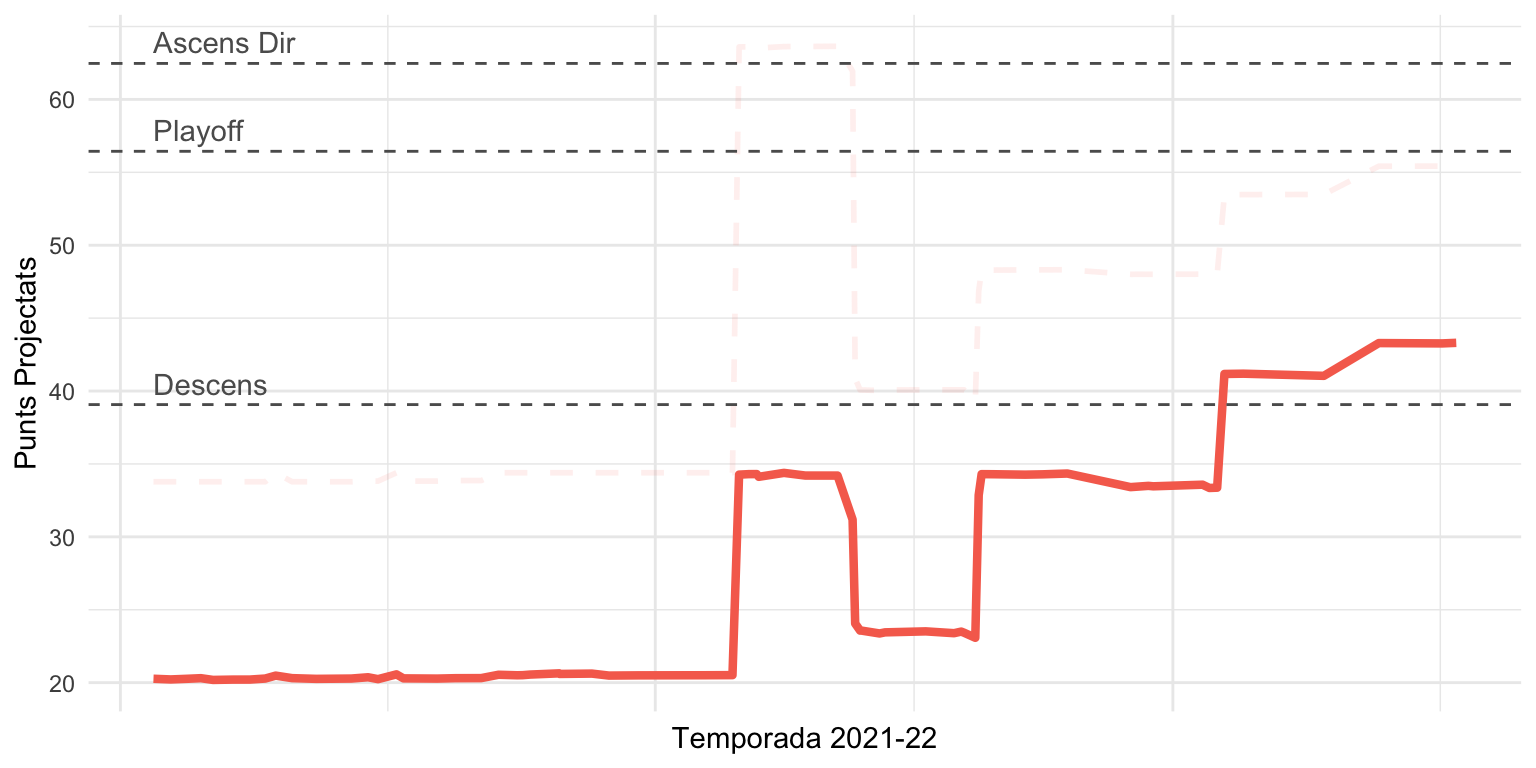 Ascens Dir
60
Playoff
50
Descens
40
30
20
Punts Projectats
Temporada 2021-22